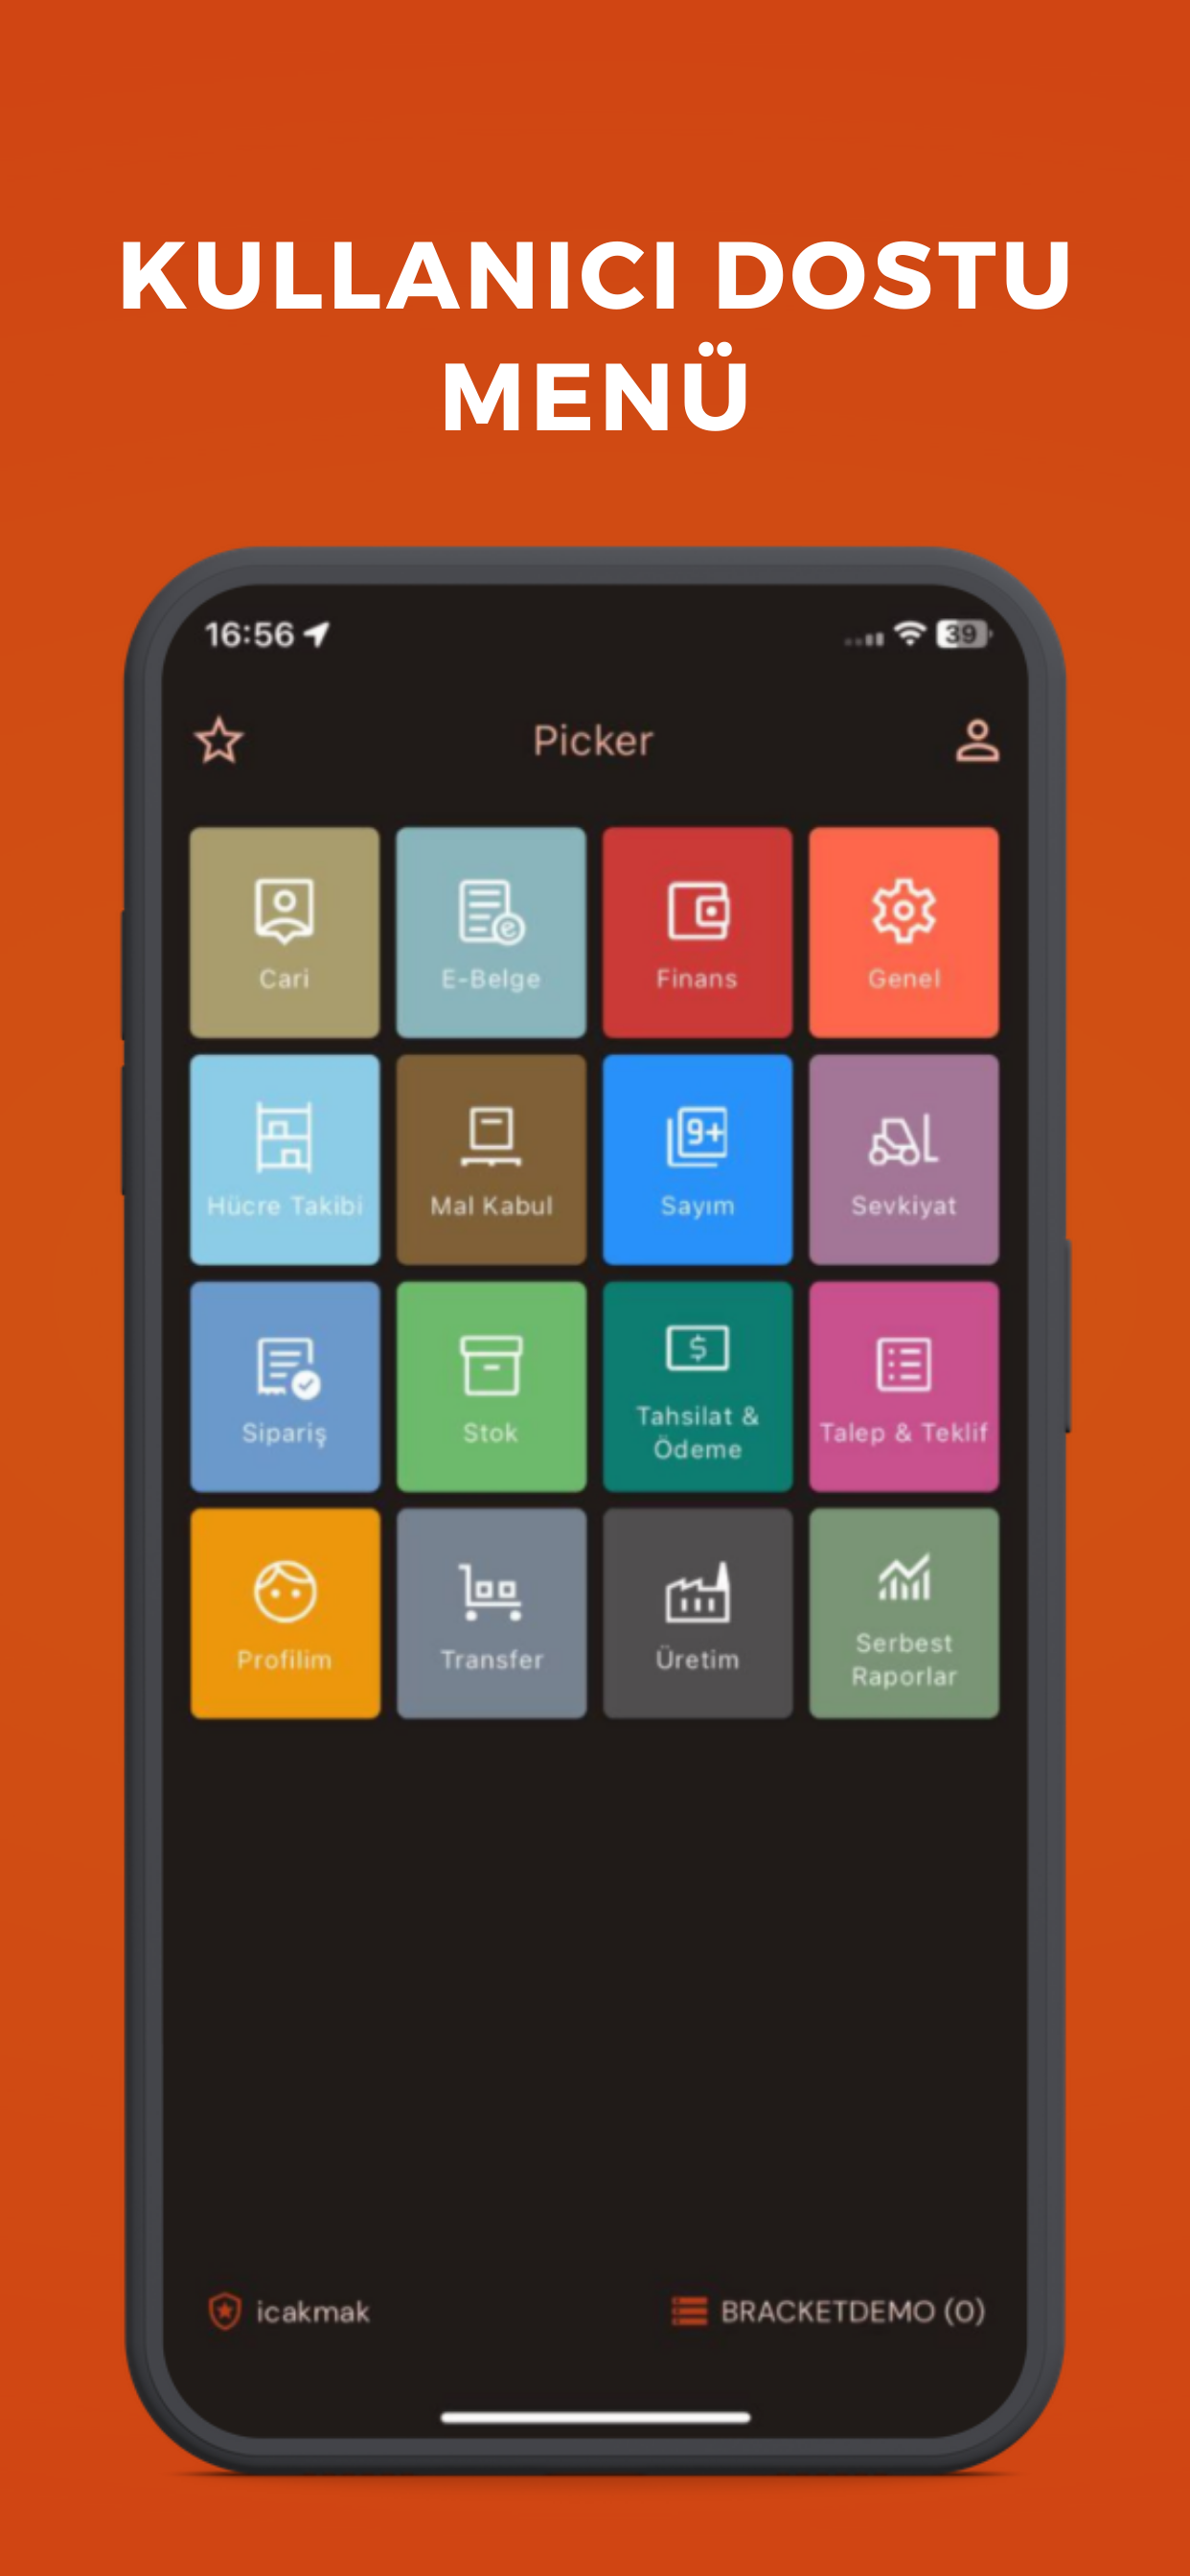 KULLANICI DOSTU
MENÜ
16:56
39
Picker
Cari
E-Belge
Finans
Genel
Hücre Takibi
Mal Kabul
9+
Sayım
Sevkiyat
Sipariş
Stok
$
Tahsilat &
Ödeme
Talep & Teklif
Profilim
Transfer
Üretim
Serbest
Raporlar
icakmak
BRACKETDEMO (0)